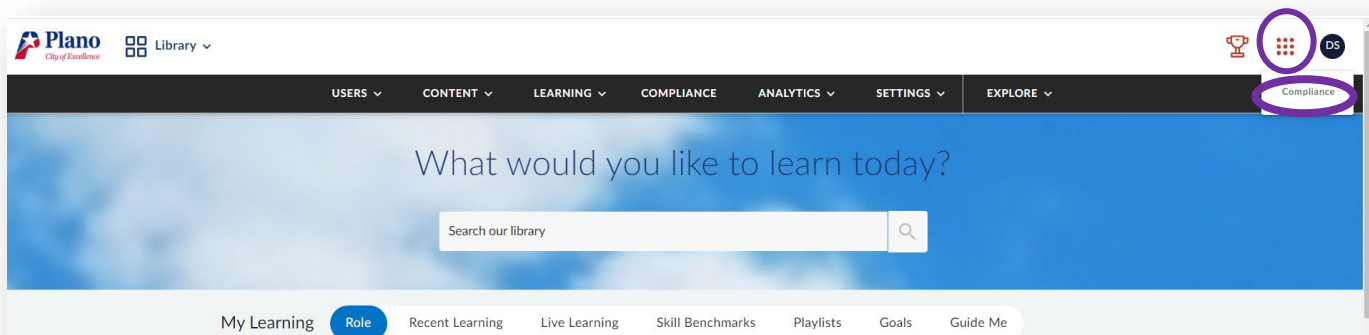 Plano
City of Excellence
Library
DS
USERS CONTENT LEARNING COMPLIANCE ANALYTICS SETTINGS EXPLORE
Compliance
What would you like to learn today?
Search our library
My Learning Role Recent Learning Live Learning Skill Benchmarks Playlists Goals Guide Me